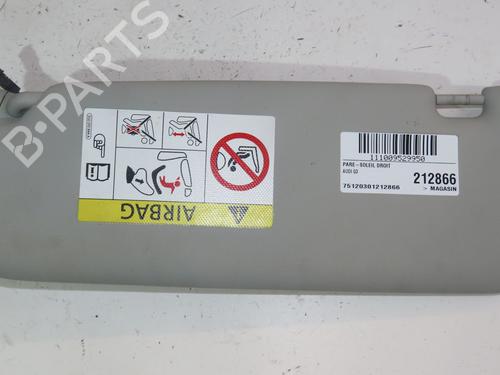 B-PARTS
111009529950
PARE-SOLEIL DROIT
AUDI Q3
212866
75120301212866
> MAGASIN
AIRBAG